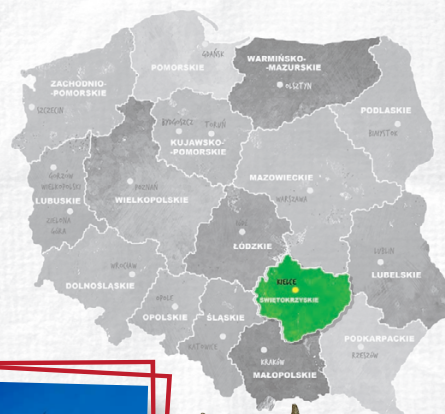 GDAŃSK
POMORSKIE
WARMIŃSKO-
-MAZURSKIE
OLSZTYN
ZACHODNIO-
-POMORSKIE
SZCZECIN
PODLASKIE
BIAŁYSTOK
BYDGOSZCZ
TORUŃ
KUJAWSKO-
-POMORSKIE
MAZOWIECKIE
WARSZAWA
GORZÓW
WIELKOPOLSKI
LUBUSKIE
ZIELONA
GÓRA
POZNAŃ
WIELKOPOLSKIE
ŁÓDZKIE
LUBLIN
LUBELSKIE
WROCŁAW
DOLNOŚLĄSKIE
OPOLE
OPOLSKIE
ŚLĄSKIE
KATOWICE
KIELCE
ŚWIĘTOKRZYSKIE
KRAKÓW
MAŁOPOLSKIE
PODKARPACKIE
RZESZÓW